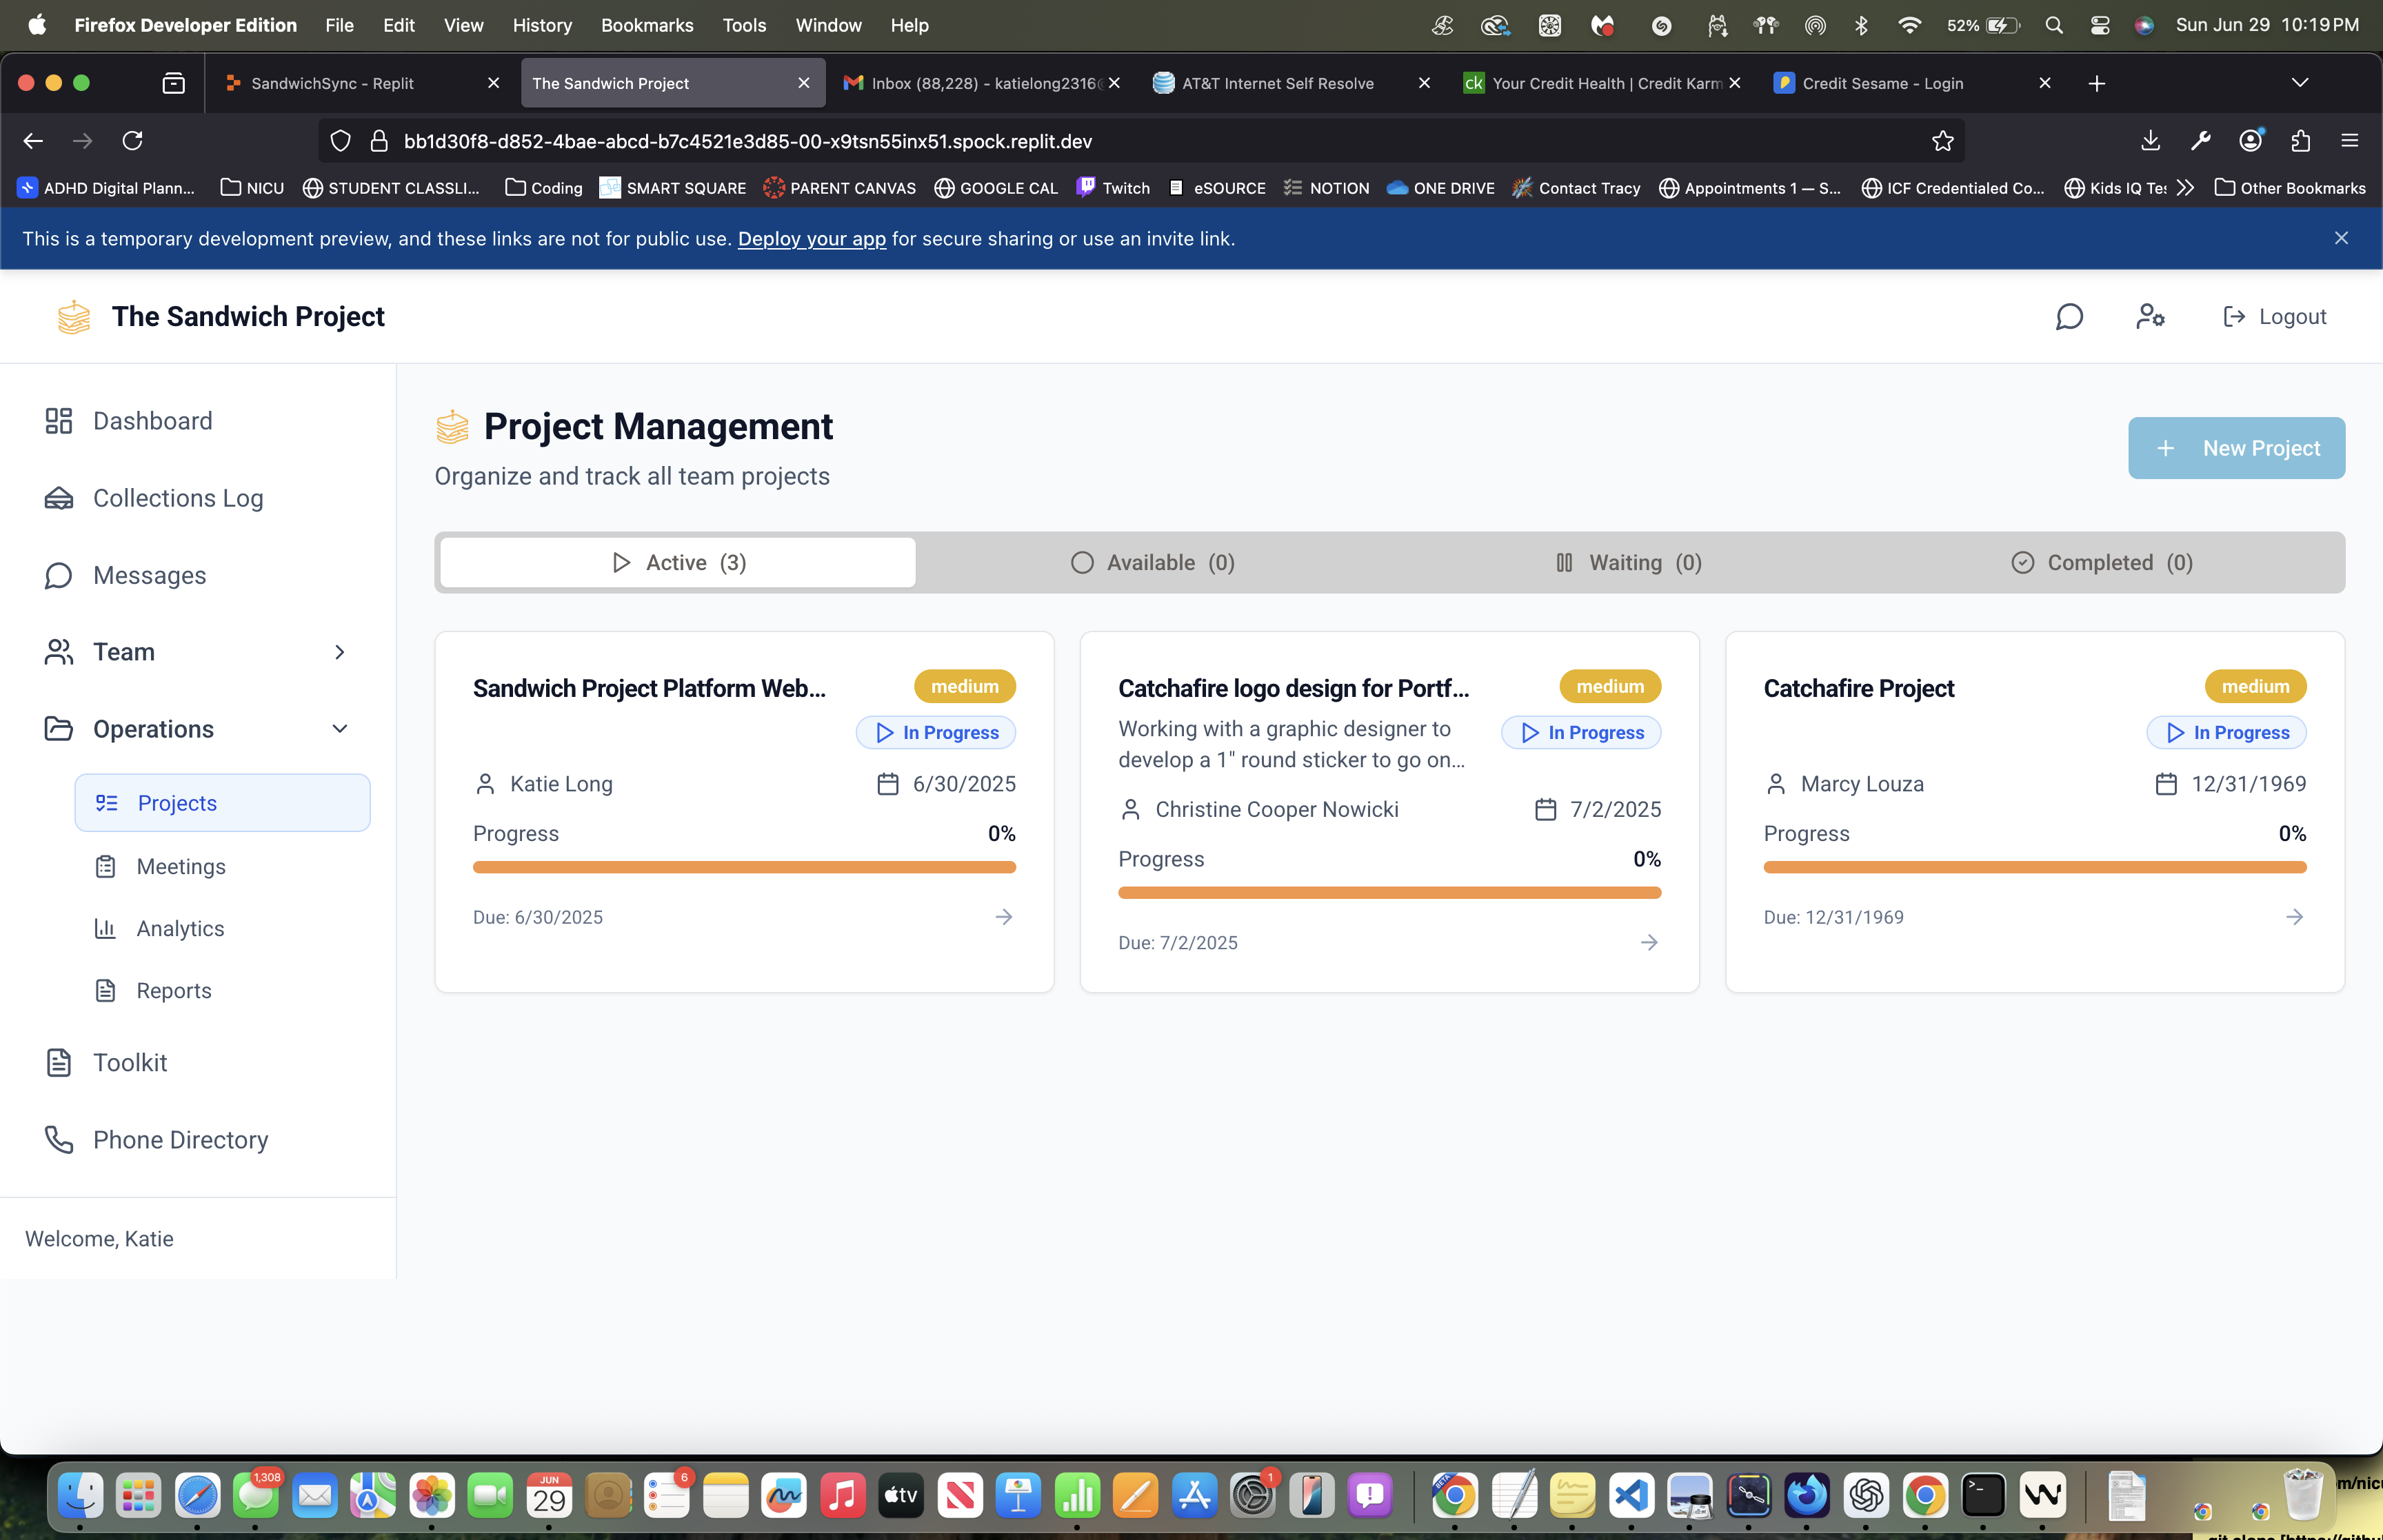 Firefox Developer Edition File Edit View History Bookmarks Tools Window Help 52% Sun Jun 29 10:19 PM
SandwichSync - Replit The Sandwich Project Inbox (88,228) - katielong2316 AT&T Internet Self Resolve ck Your Credit Health | Credit Karm Credit Sesame - Login
bb1d30f8-d852-4bae-abcd-b7c4521e3d85-00-x9tsn55inx51.spock.replit.dev
ADHD Digital Plann... NICU STUDENT CLASSLI... Coding SMART SQUARE PARENT CANVAS GOOGLE CAL Twitch eSOURCE NOTION ONE DRIVE Contact Tracy Appointments 1 — S... ICF Credentialed Co... Kids IQ Tes Other Bookmarks
This is a temporary development preview, and these links are not for public use. Deploy your app for secure sharing or use an invite link.
The Sandwich Project
Logout
Dashboard
Collections Log
Messages
Team
Operations
Projects
Meetings
Analytics
Reports
Toolkit
Phone Directory
Welcome, Katie
Project Management
Organize and track all team projects
New Project
Active (3) Available (0) Waiting (0) Completed (0)
Sandwich Project Platform Web...
medium
In Progress
Katie Long 6/30/2025
Progress 0%
Due: 6/30/2025
Catchafire logo design for Portf...
medium
Working with a graphic designer to
develop a 1" round sticker to go on...
In Progress
Christine Cooper Nowicki 7/2/2025
Progress 0%
Due: 7/2/2025
Catchafire Project
medium
In Progress
Marcy Louza 12/31/1969
Progress 0%
Due: 12/31/1969
1,308
JUN
29
6
tv
1
BETA
m/nicu